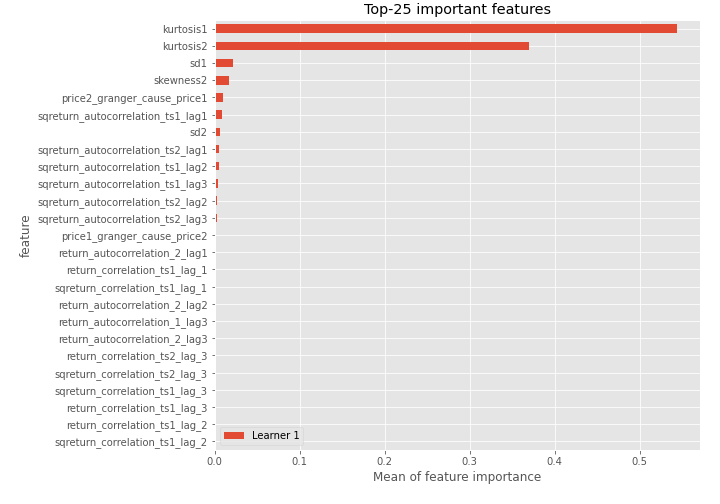 Top-25 important features
kurtosis1
kurtosis2
sd1
skewness2
price2_granger_cause_price1
sqreturn_autocorrelation_ts1_lag1
sd2
sqreturn_autocorrelation_ts2_lag1
sqreturn_autocorrelation_ts1_lag2
sqreturn_autocorrelation_ts1_lag3
sqreturn_autocorrelation_ts2_lag2
sqreturn_autocorrelation_ts2_lag3
price1_granger_cause_price2
return_autocorrelation_2_lag1
return_correlation_ts1_lag_1
sqreturn_correlation_ts1_lag_1
return_autocorrelation_2_lag2
return_autocorrelation_1_lag3
return_autocorrelation_2_lag3
return_correlation_ts2_lag_3
sqreturn_correlation_ts2_lag_3
sqreturn_correlation_ts1_lag_3
return_correlation_ts1_lag_3
return_correlation_ts1_lag_2
sqreturn_correlation_ts1_lag_2
feature
Learner 1
0.0 0.1 0.2 0.3 0.4 0.5
Mean of feature importance